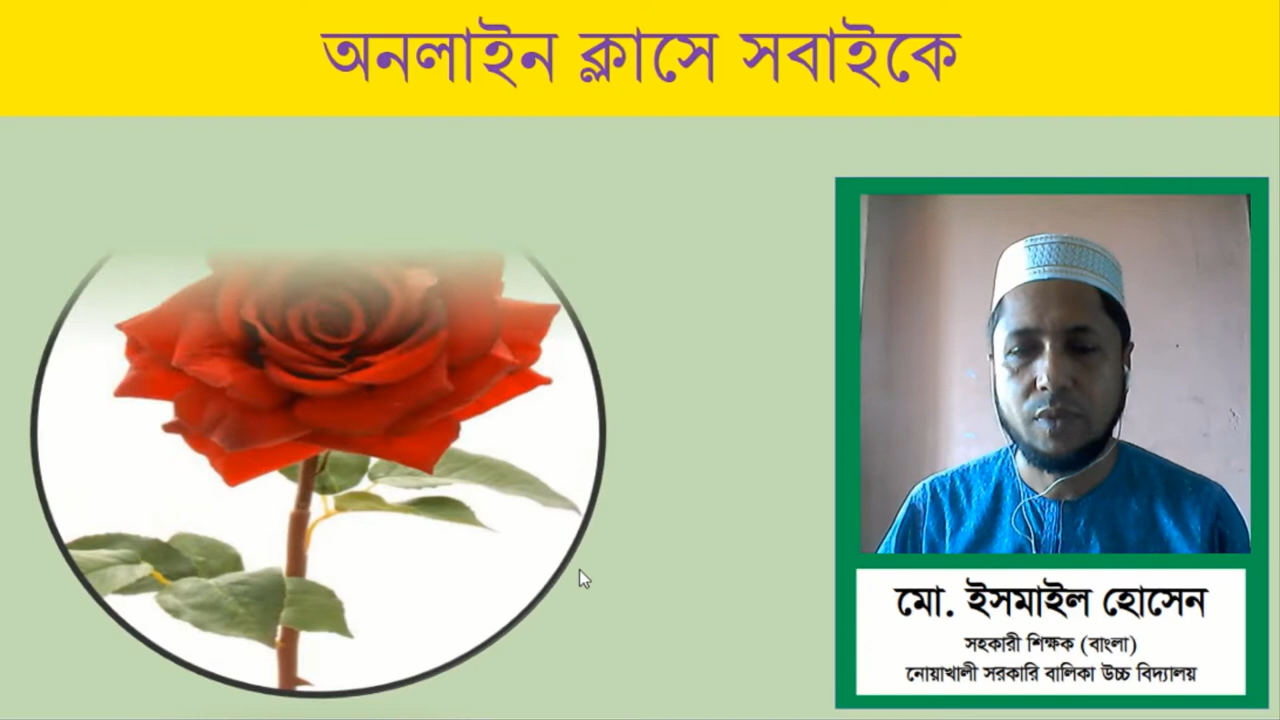 অনলাইন ক্লাসে সবাইকে
মো. ইসমাইল হোসেন
সহকারী শিক্ষক (বাংলা)
নোয়াখালী সরকারি বালিকা উচ্চ বিদ্যালয়